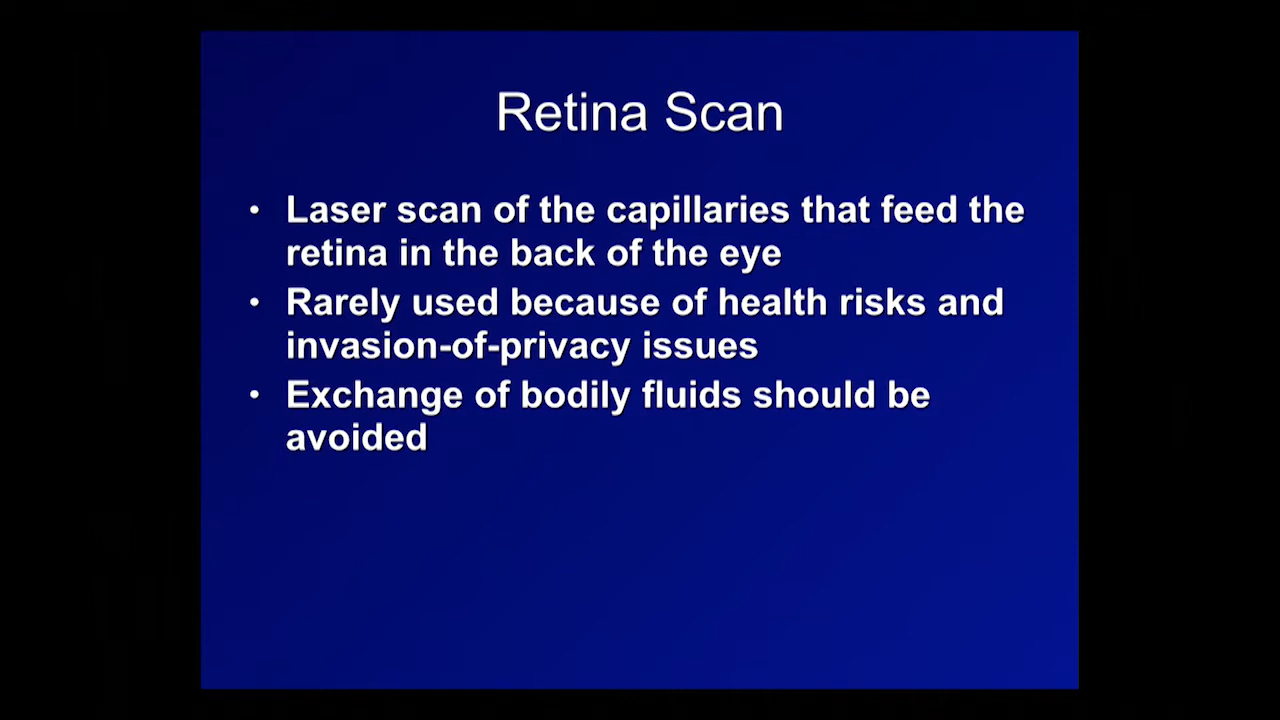 Retina Scan
• Laser scan of the capillaries that feed the
retina in the back of the eye
• Rarely used because of health risks and
invasion-of-privacy issues
• Exchange of bodily fluids should be
avoided